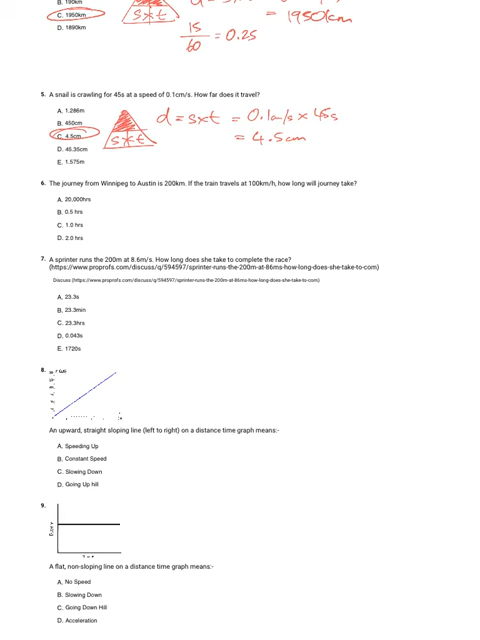 B. 190km
C. 1950km
sxt
= 1950km
D. 1890km
15
60
= 0.25
5. A snail is crawling for 45s at a speed of 0.1cm/s. How far does it travel?
A. 1.286m
B. 450cm
C. 4.5cm
D. 45.35cm
E. 1.575m
sxt
d = sxt = 0.1cm/s x 45s
= 4.5cm
6. The journey from Winnipeg to Austin is 200km. If the train travels at 100km/h, how long will journey take?
A. 20,000hrs
B. 0.5 hrs
C. 1.0 hrs
D. 2.0 hrs
7. A sprinter runs the 200m at 8.6m/s. How long does she take to complete the race?
(https://www.proprofs.com/discuss/q/594597/sprinter-runs-the-200m-at-86ms-how-long-does-she-take-to-com)
Discuss (https://www.proprofs.com/discuss/q/594597/sprinter-runs-the-200m-at-86ms-how-long-does-she-take-to-com)
A. 23.3s
B. 23.3min
C. 23.3hrs
D. 0.043s
E. 1720s
8.
An upward, straight sloping line (left to right) on a distance time graph means:-
A. Speeding Up
B. Constant Speed
C. Slowing Down
D. Going Up hill
9.
A flat, non-sloping line on a distance time graph means:-
A. No Speed
B. Slowing Down
C. Going Down Hill
D. Acceleration